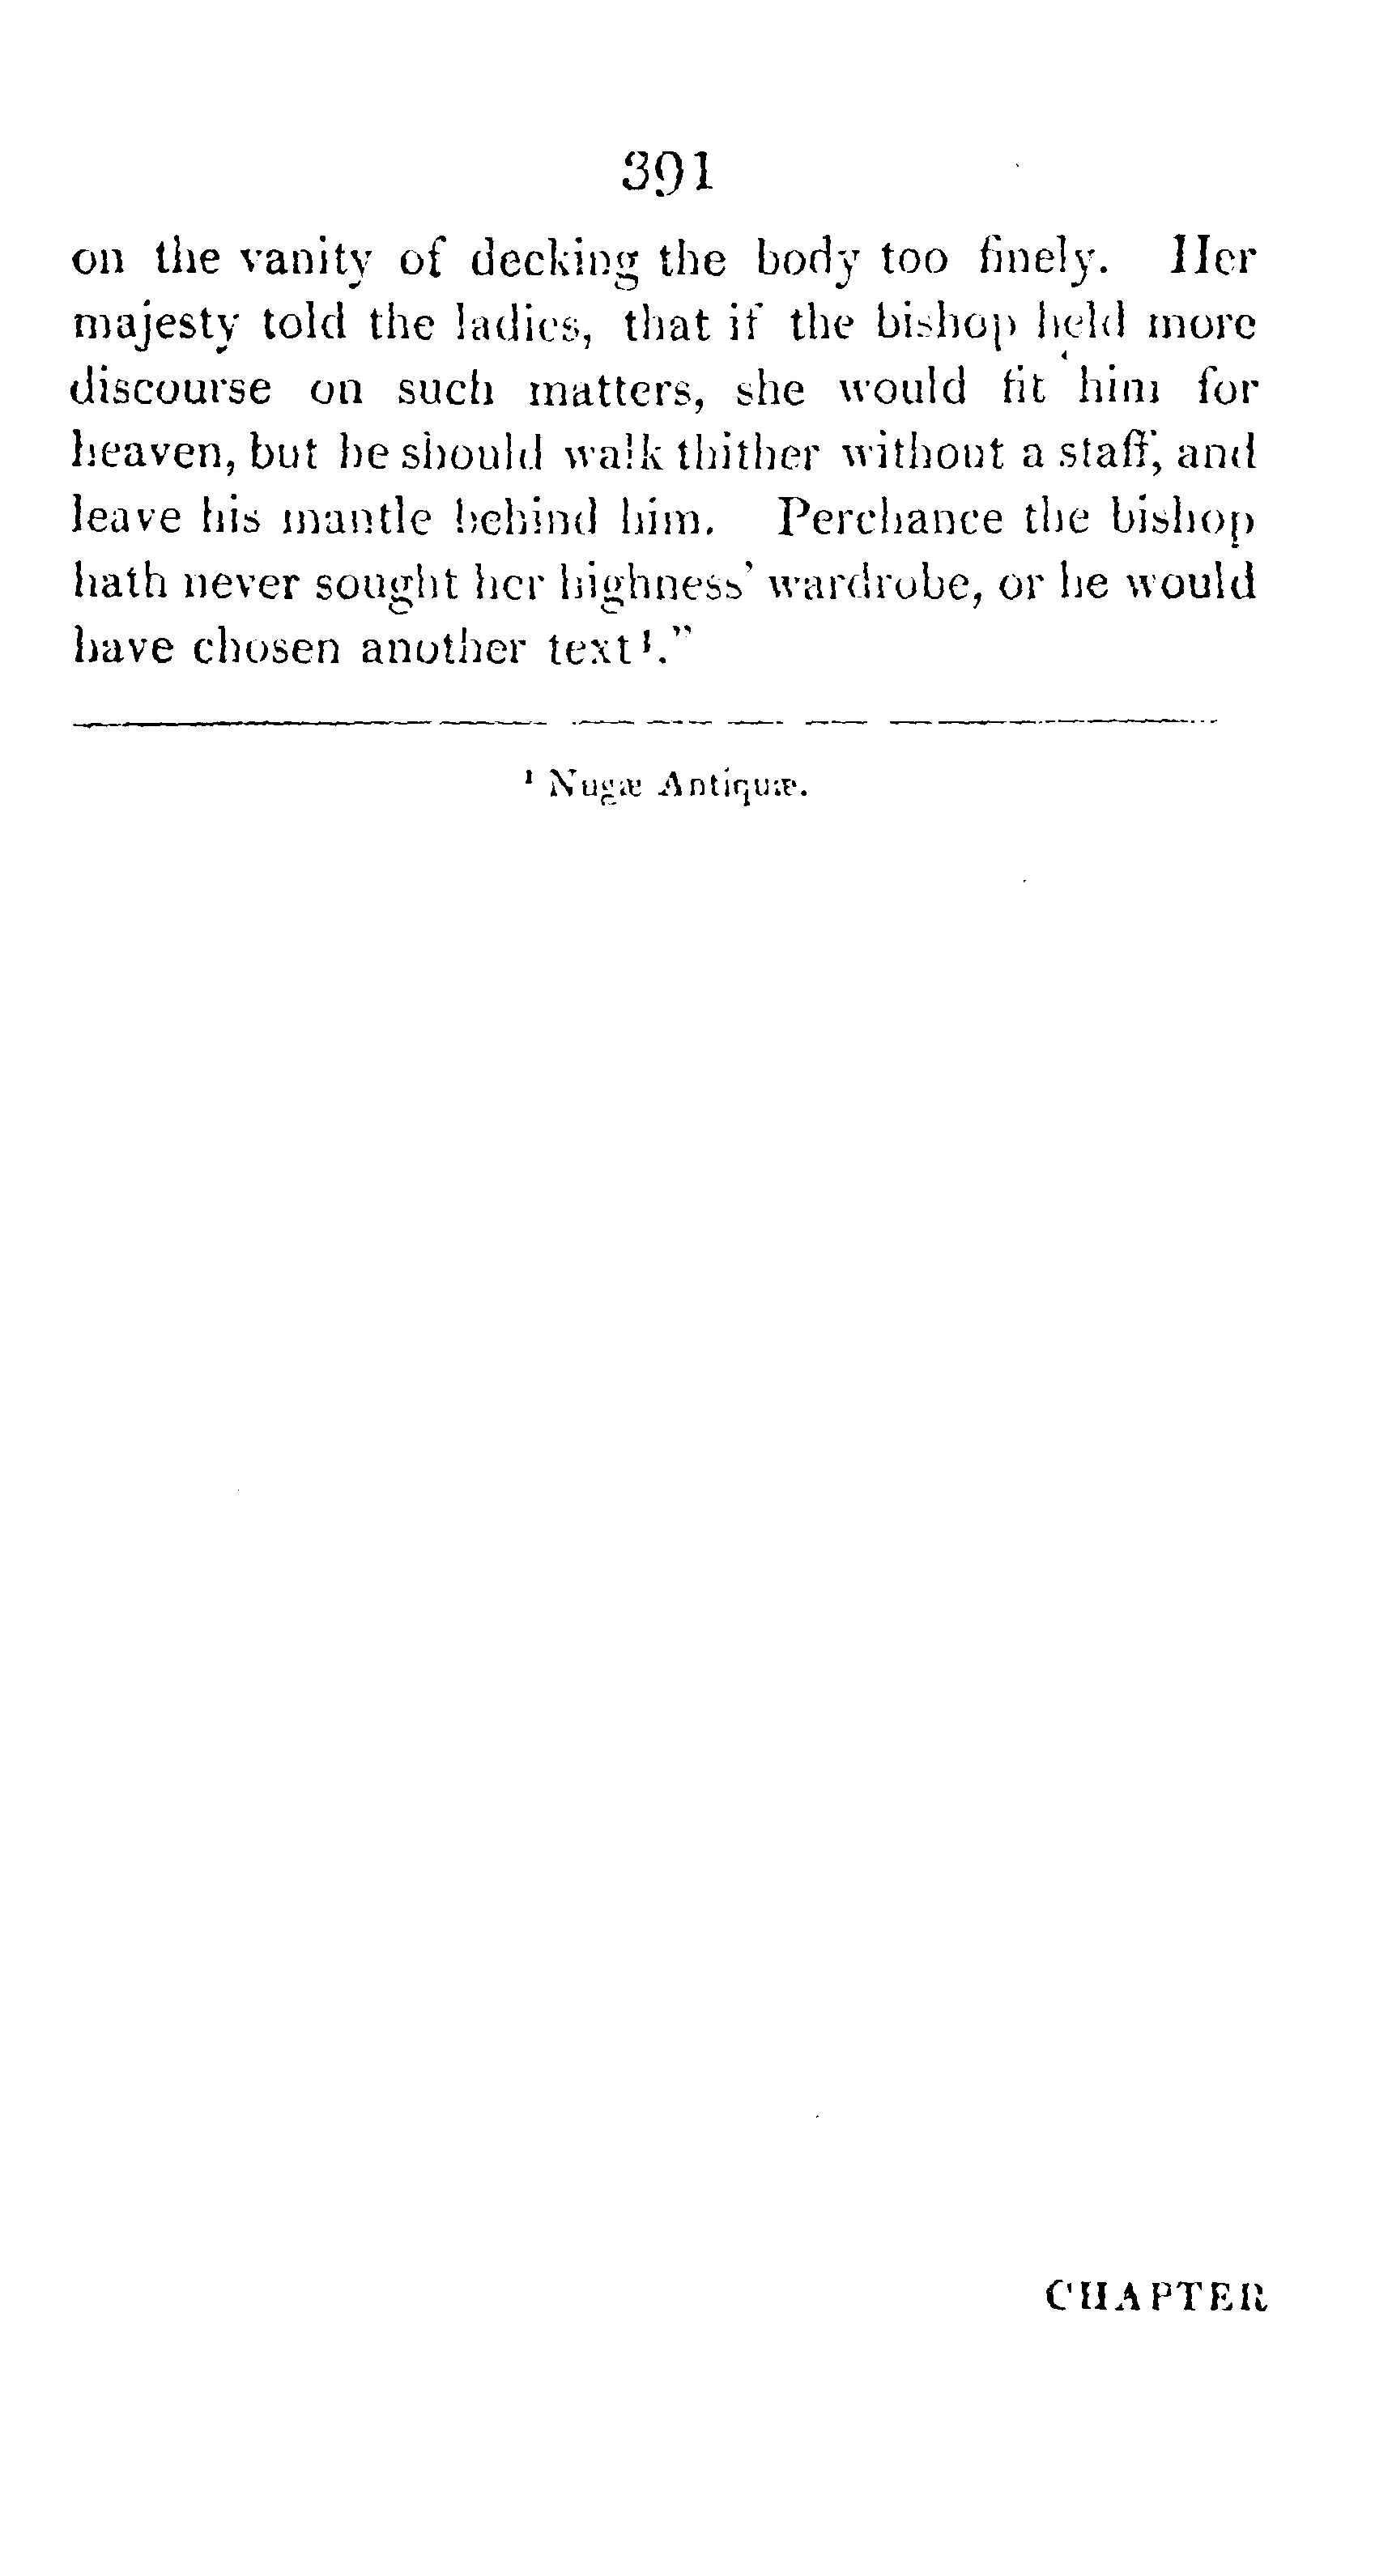 391
on the vanity of decking the body too finely. Her
majesty told the ladies, that if the bishop held more
discourse on such matters, she would fit him for
heaven, but he should walk thither without a staff, and
leave his mantle behind him. Perchance the bishop
hath never sought her highness' wardrobe, or he would
have chosen another text¹."
¹ Nugæ Antiquæ.
CHAPTER